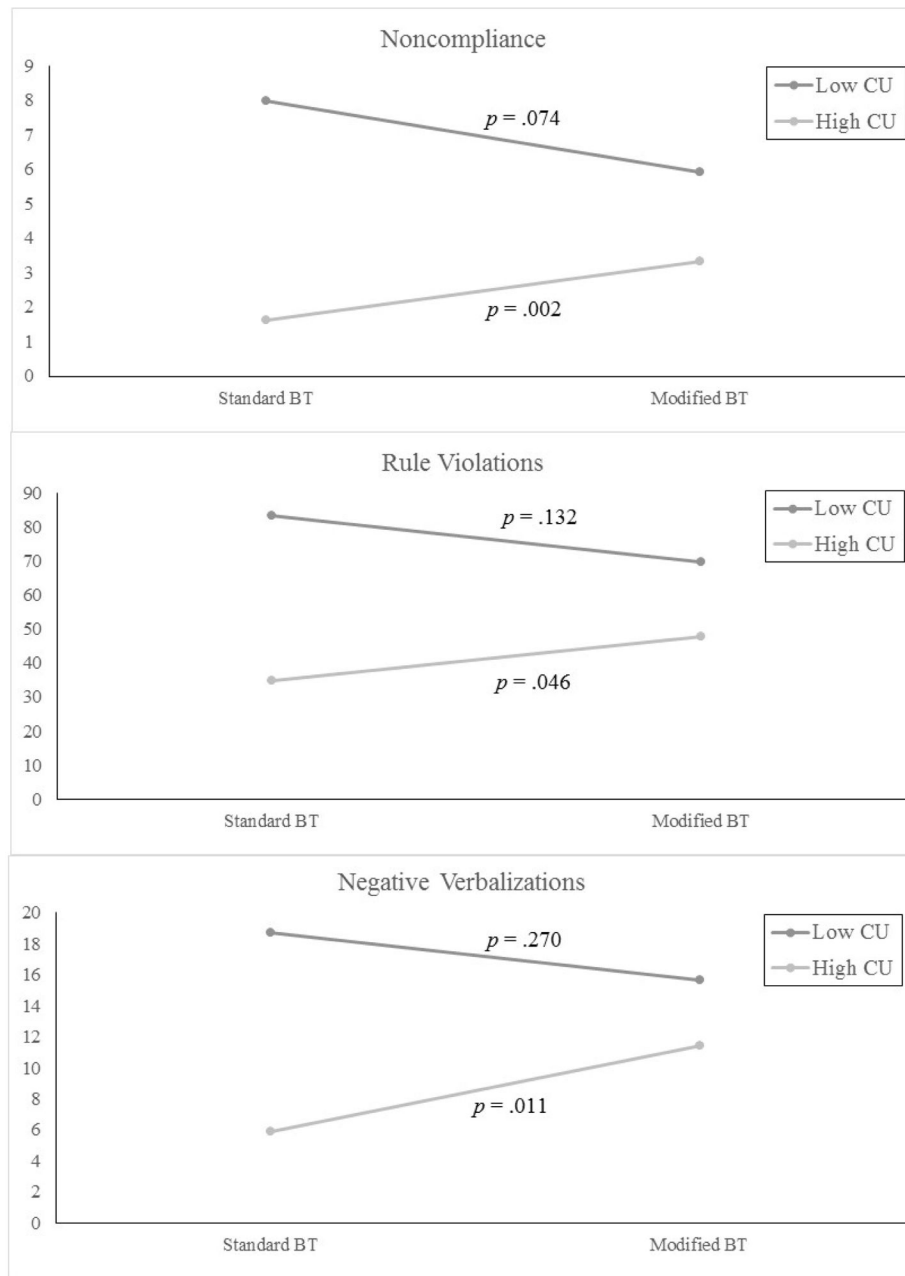 Noncompliance
9
8
7
6
5
4
3
2
1
0
p = .074
p = .002
Low CU
High CU
Standard BT
Modified BT
Rule Violations
90
80
70
60
50
40
30
20
10
0
p = .132
p = .046
Low CU
High CU
Standard BT
Modified BT
Negative Verbalizations
20
18
16
14
12
10
8
6
4
2
0
p = .270
p = .011
Low CU
High CU
Standard BT
Modified BT